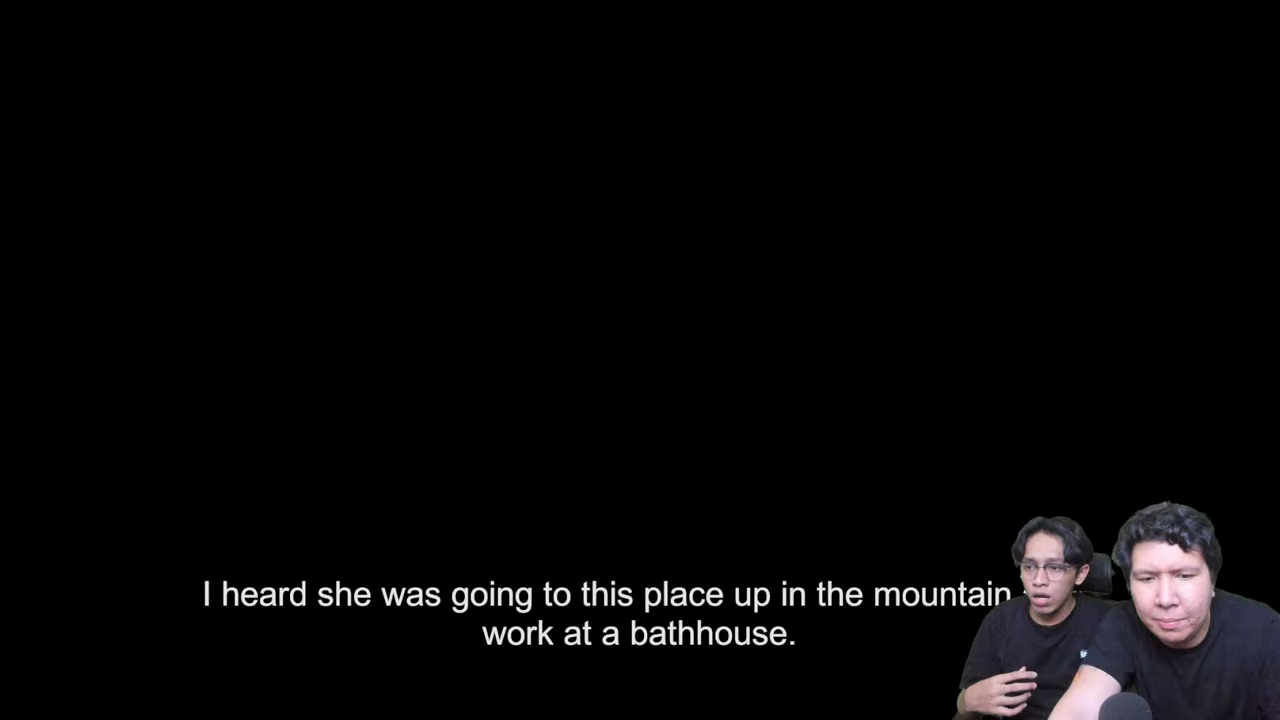 I heard she was going to this place up in the mountain
work at a bathhouse.